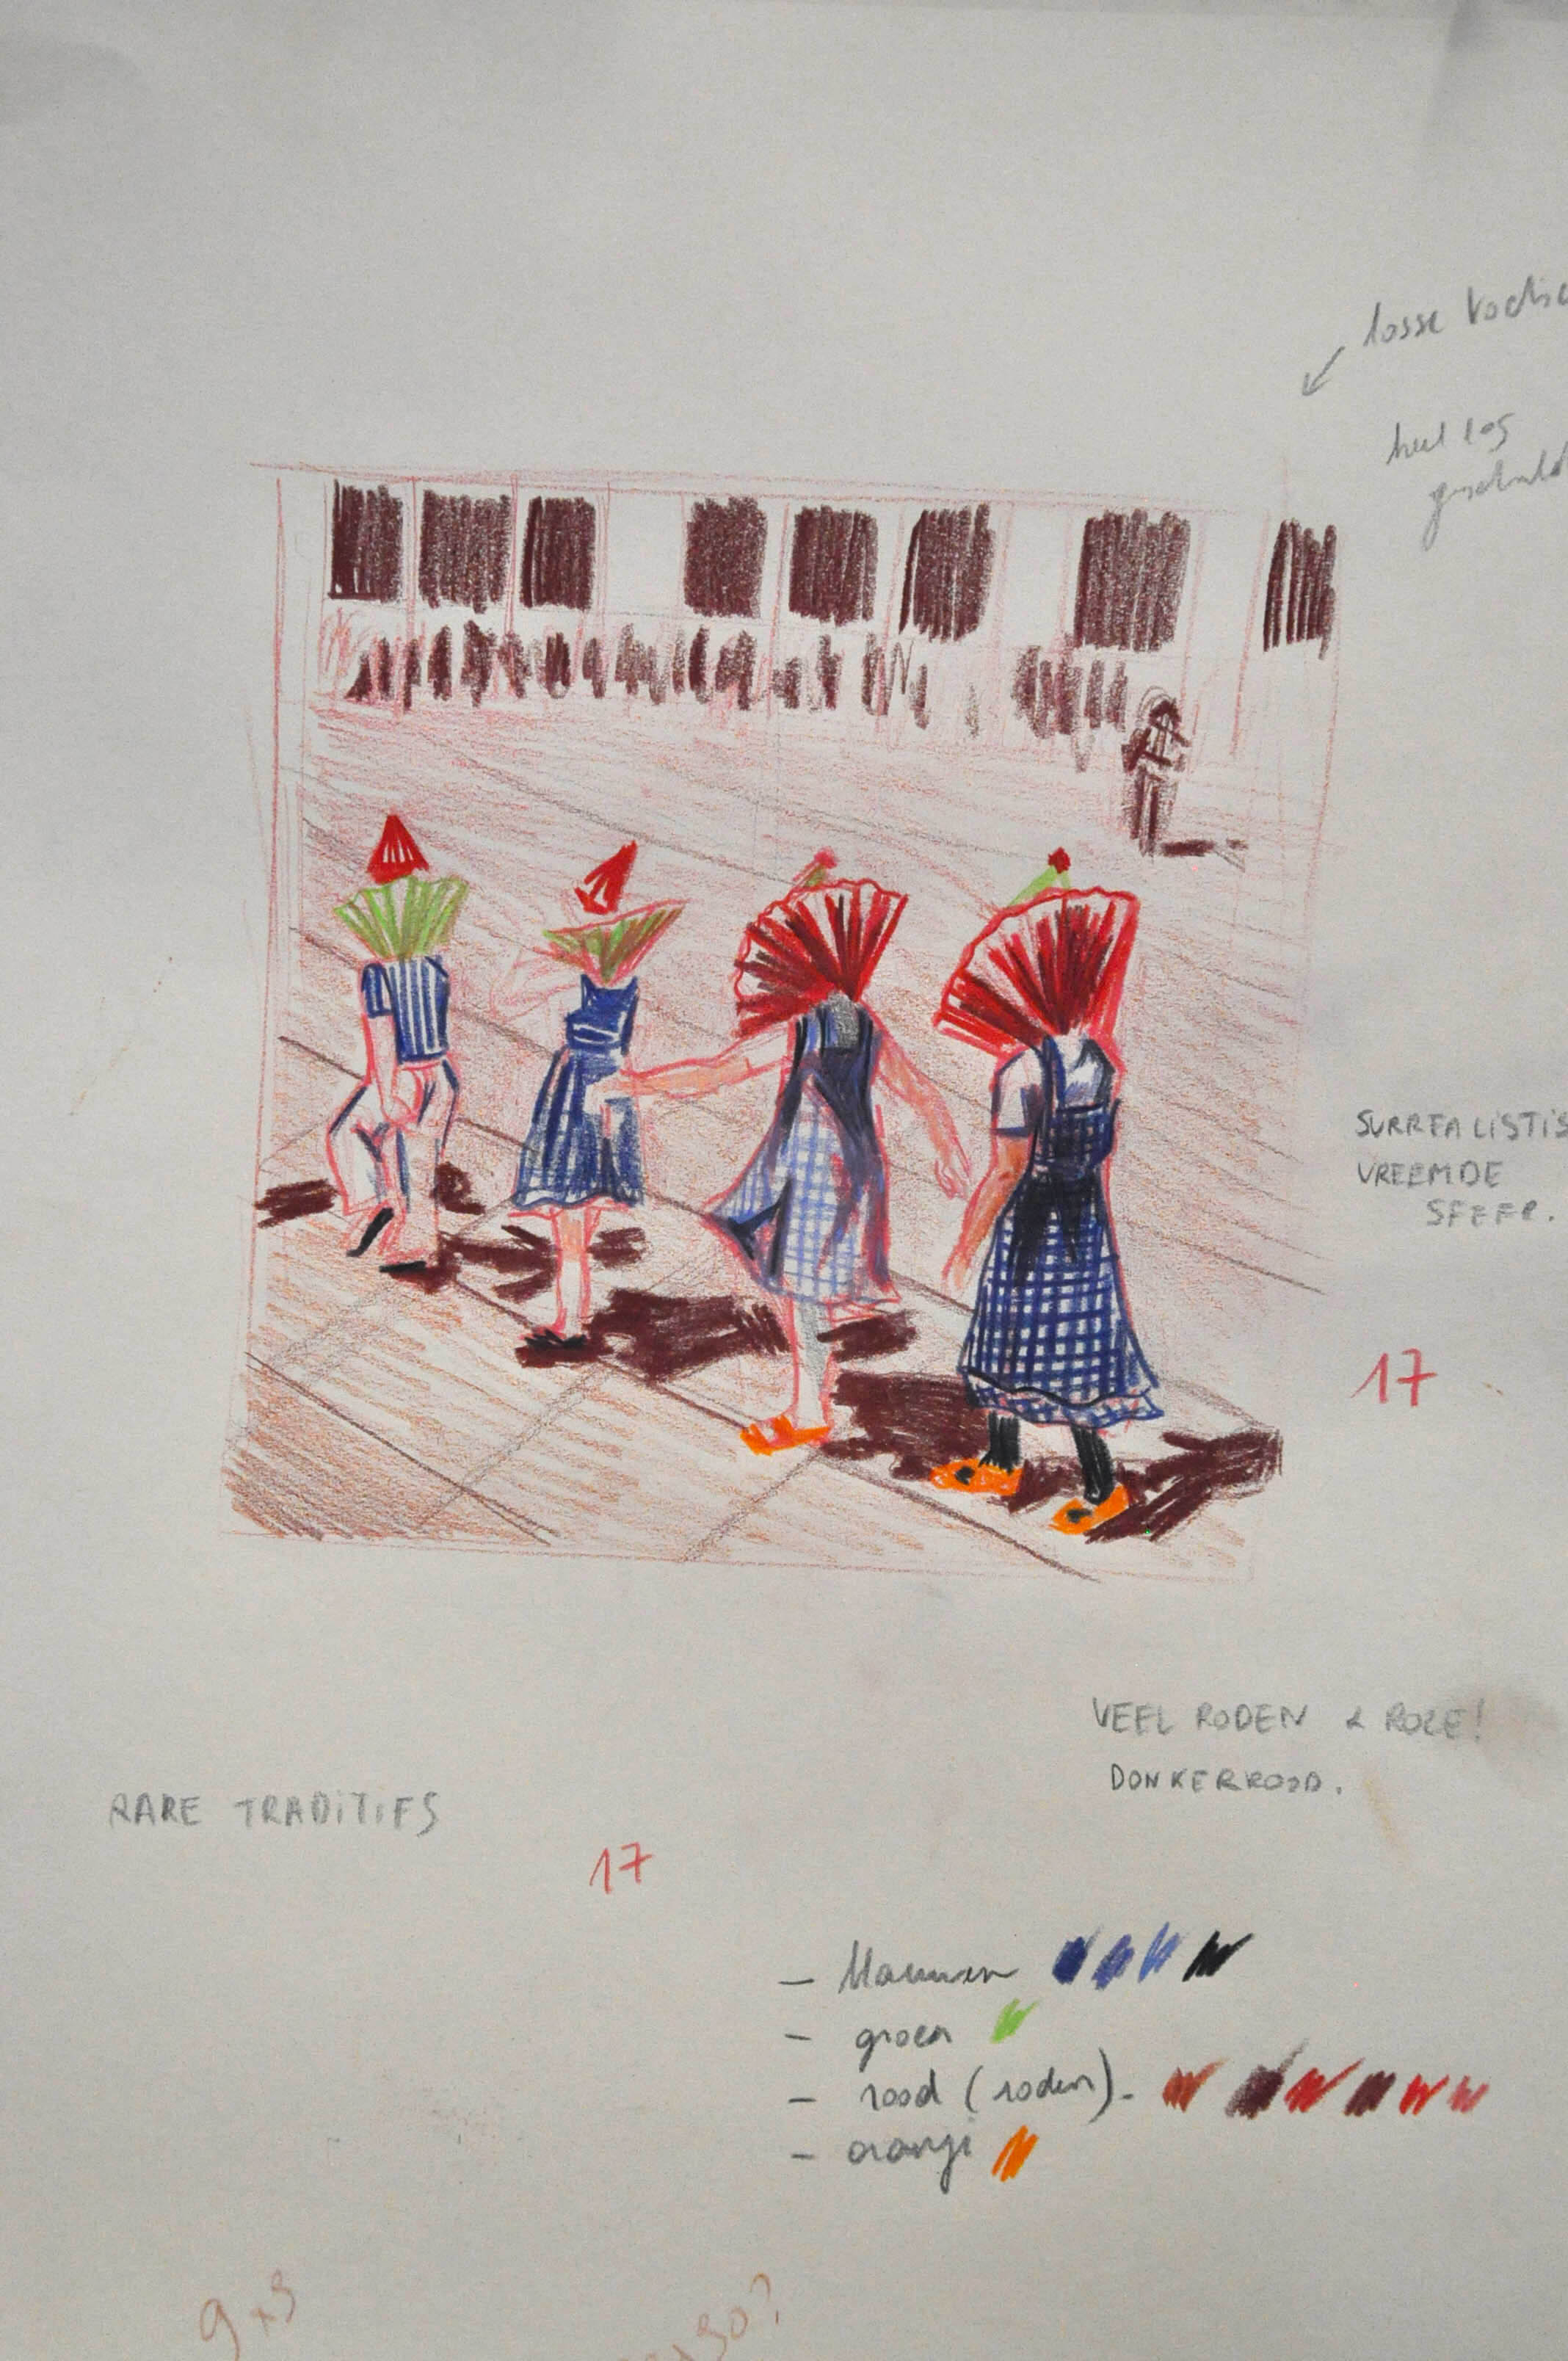 losse
heel los
SURREALISTIS
VREEMDE
SFEER.
17
VEEL RODEN & ROZE!
DONKERROOD.
RARE TRADITIES
17
– blauwen
– groen
– rood (roden).
– oranje